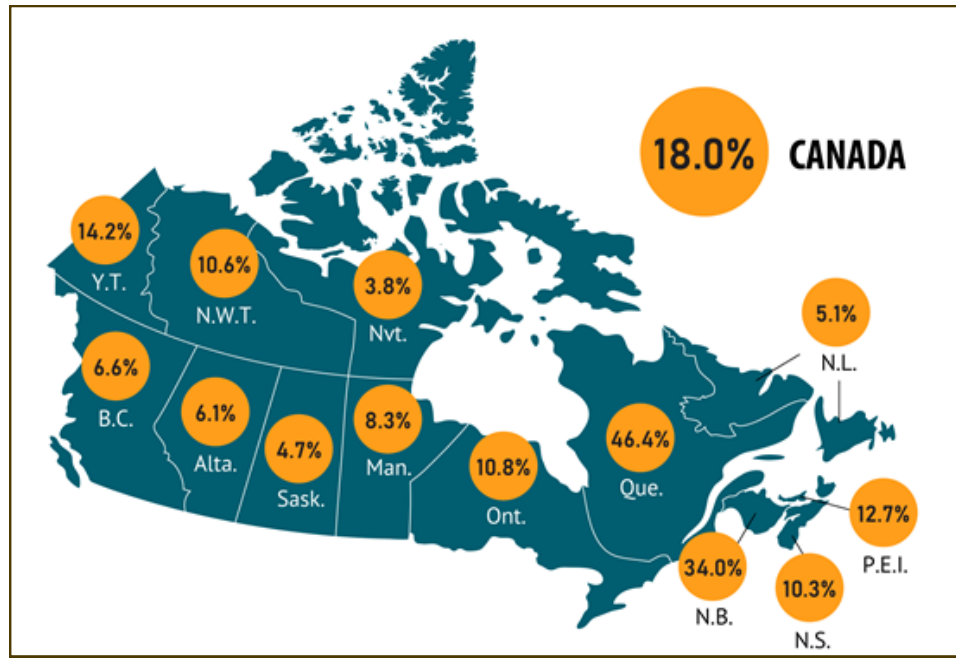 18.0% CANADA
14.2%
Y.T.
10.6%
N.W.T.
3.8%
Nvt.
5.1%
N.L.
6.6%
B.C.
6.1%
Alta.
4.7%
Sask.
8.3%
Man.
10.8%
Ont.
46.4%
Que.
12.7%
P.E.I.
34.0%
N.B.
10.3%
N.S.